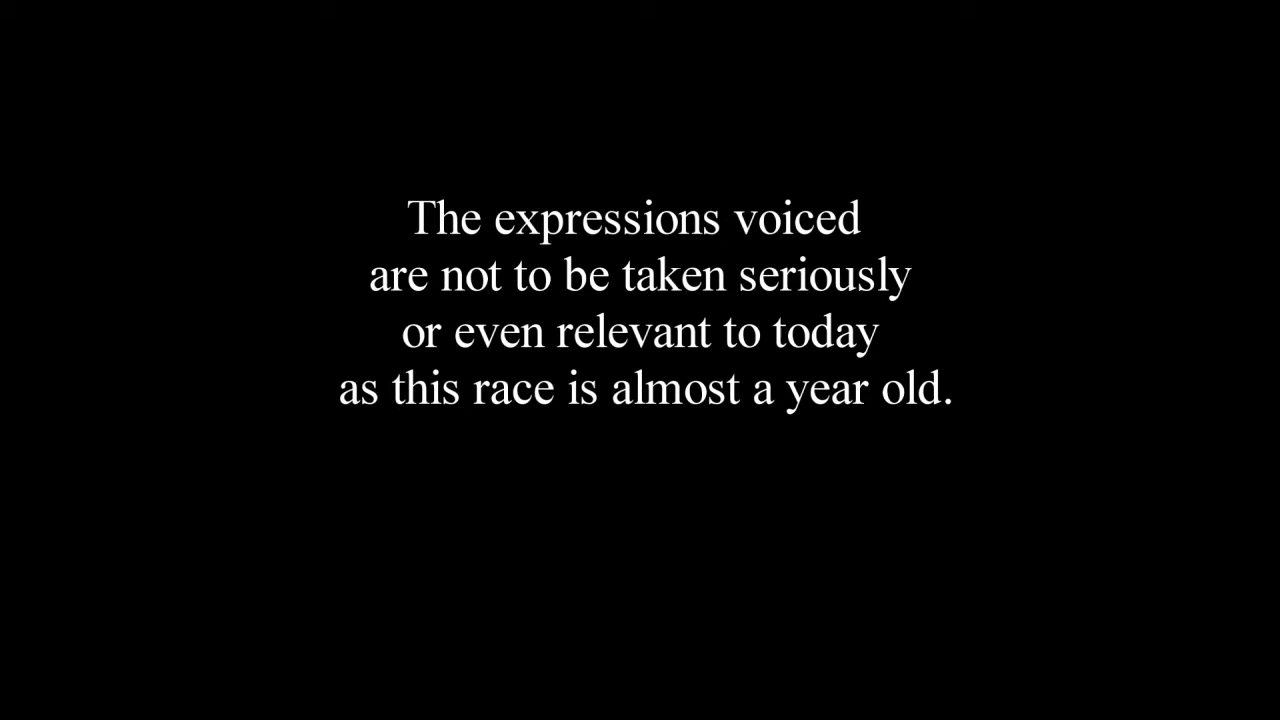 The expressions voiced
are not to be taken seriously
or even relevant to today
as this race is almost a year old.